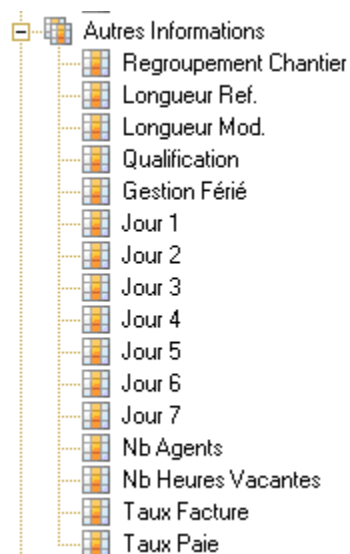 Autres Informations
Regroupement Chantier
Longueur Ref.
Longueur Mod.
Qualification
Gestion Férié
Jour 1
Jour 2
Jour 3
Jour 4
Jour 5
Jour 6
Jour 7
Nb Agents
Nb Heures Vacantes
Taux Facture
Taux Paie